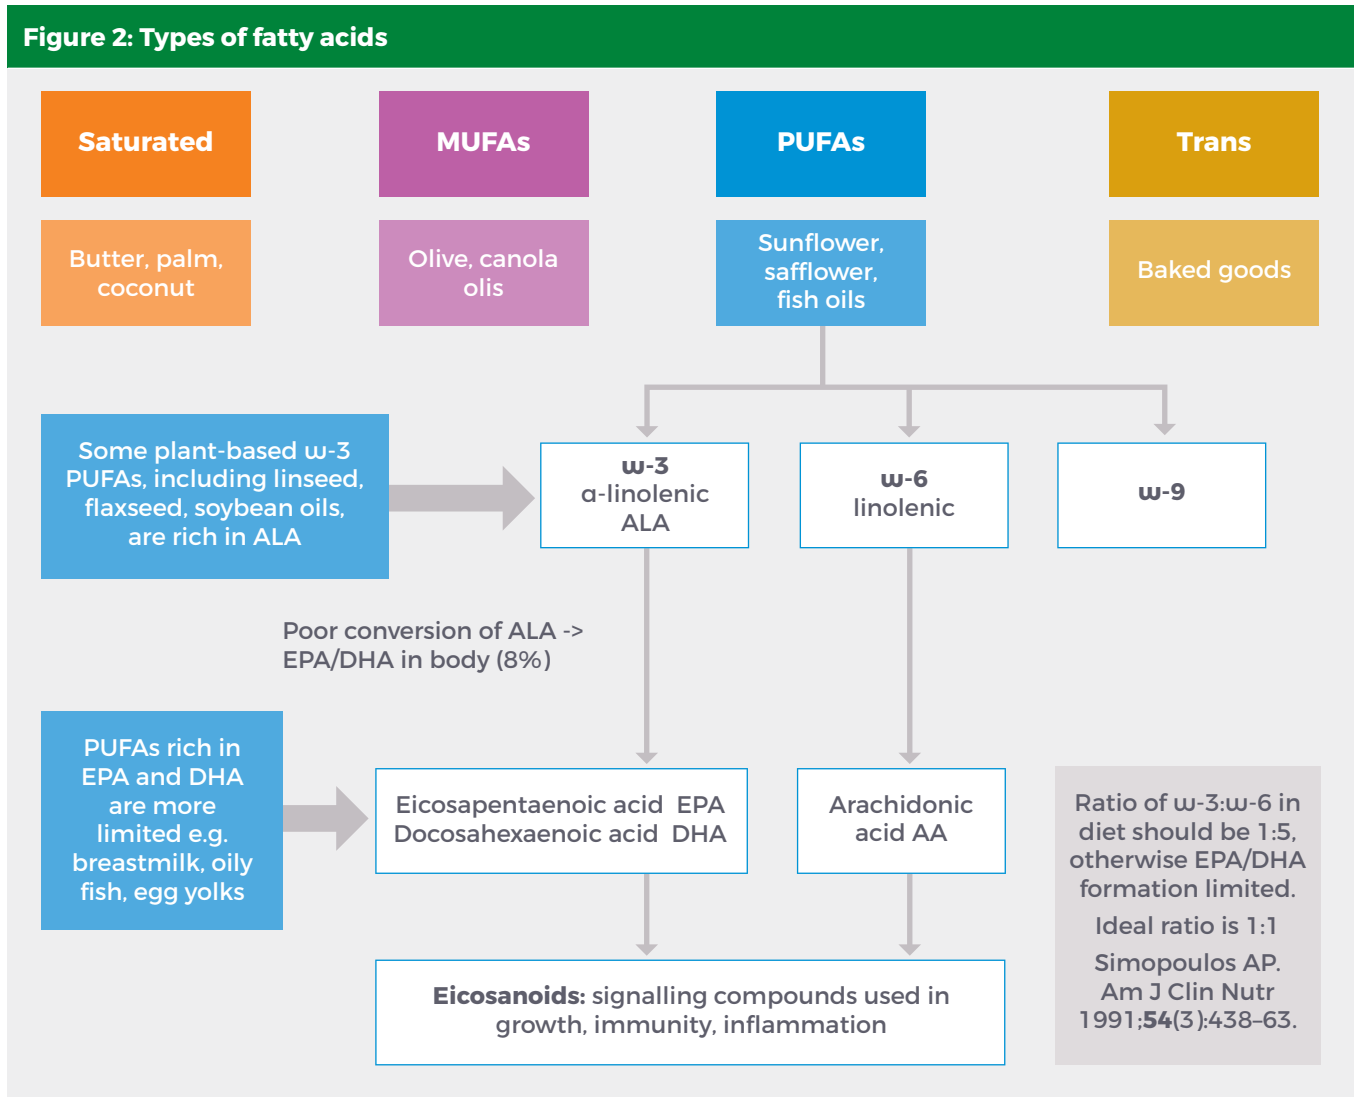 Figure 2: Types of fatty acids
Saturated
MUFAs
PUFAs
Trans
Butter, palm,
coconut
Olive, canola
olis
Sunflower,
safflower,
fish oils
Baked goods
Some plant-based ω-3
PUFAs, including linseed,
flaxseed, soybean oils,
are rich in ALA
ω-3
α-linolenic
ALA
ω-6
linolenic
ω-9
Poor conversion of ALA ->
EPA/DHA in body (8%)
PUFAs rich in
EPA and DHA
are more
limited e.g.
breastmilk, oily
fish, egg yolks
Eicosapentaenoic acid EPA
Docosahexaenoic acid DHA
Arachidonic
acid AA
Ratio of ω-3:ω-6 in
diet should be 1:5,
otherwise EPA/DHA
formation limited.
Ideal ratio is 1:1
Simopoulos AP.
Am J Clin Nutr
1991;54(3):438–63.
Eicosanoids: signalling compounds used in
growth, immunity, inflammation